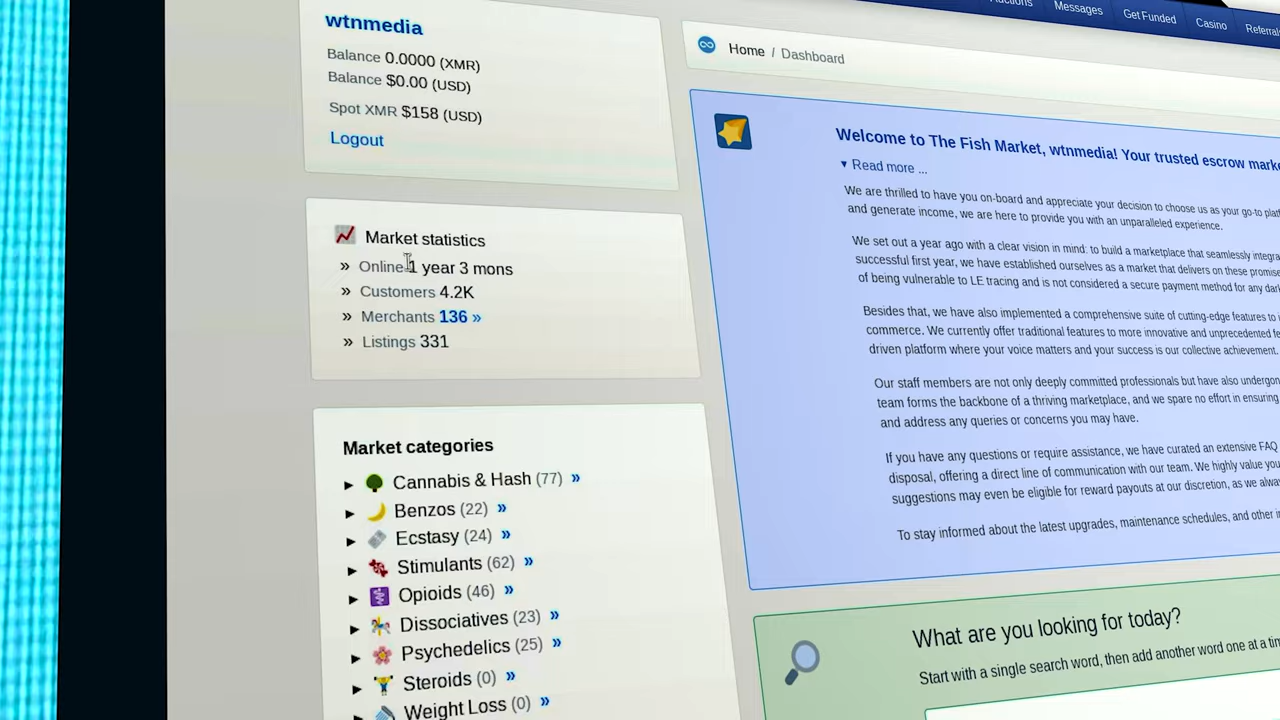 wtnmedia
Balance 0.0000 (XMR)
Balance $0.00 (USD)
Spot XMR $158 (USD)
Logout
Market statistics
» Online 1 year 3 mons
» Customers 4.2K
» Merchants 136 »
» Listings 331
Market categories
Cannabis & Hash (77) »
Benzos (22) »
Ecstasy (24) »
Stimulants (62) »
Opioids (46) »
Dissociatives (23) »
Psychedelics (25) »
Steroids (0) »
Weight Loss (0) »
Messages Get Funded Casino
Home / Dashboard
Welcome to The Fish Market, wtnmedia! Your trusted escrow
Read more ...
We are thrilled to have you on-board and appreciate your decision to choose us as your go-to
and generate income, we are here to provide you with an unparalleled experience.
We set out a year ago with a clear vision in mind: to build a marketplace that seamlessly
successful first year, we have established ourselves as a market that delivers on these
of being vulnerable to LE tracing and is not considered a secure payment method for any
Besides that, we have also implemented a comprehensive suite of cutting-edge features to
commerce. We currently offer traditional features to more innovative and unprecedented
driven platform where your voice matters and your success is our collective achievement.
Our staff members are not only deeply committed professionals but have also
team forms the backbone of a thriving marketplace, and we spare no effort in ensuring
and address any queries or concerns you may have.
If you have any questions or require assistance, we have curated an extensive FAQ
disposal, offering a direct line of communication with our team. We highly value
suggestions may even be eligible for reward payouts at our discretion, as we
To stay informed about the latest upgrades, maintenance schedules, and other
What are you looking for today?
Start with a single search word, then add another word one at a